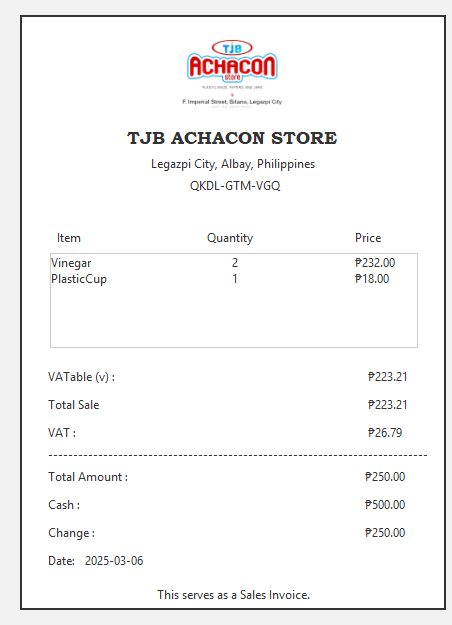 TJB
ACHACON
store
PLASTIC BAGS, PAPERS, AND JARS
F. Imperial Street, Bitano, Legazpi City
TJB ACHACON STORE
Legazpi City, Albay, Philippines
QKDL-GTM-VGQ
Item Quantity Price
Vinegar 2 ₱232.00
PlasticCup 1 ₱18.00
VATable (v) : ₱223.21
Total Sale ₱223.21
VAT : ₱26.79
Total Amount : ₱250.00
Cash : ₱500.00
Change : ₱250.00
Date: 2025-03-06
This serves as a Sales Invoice.